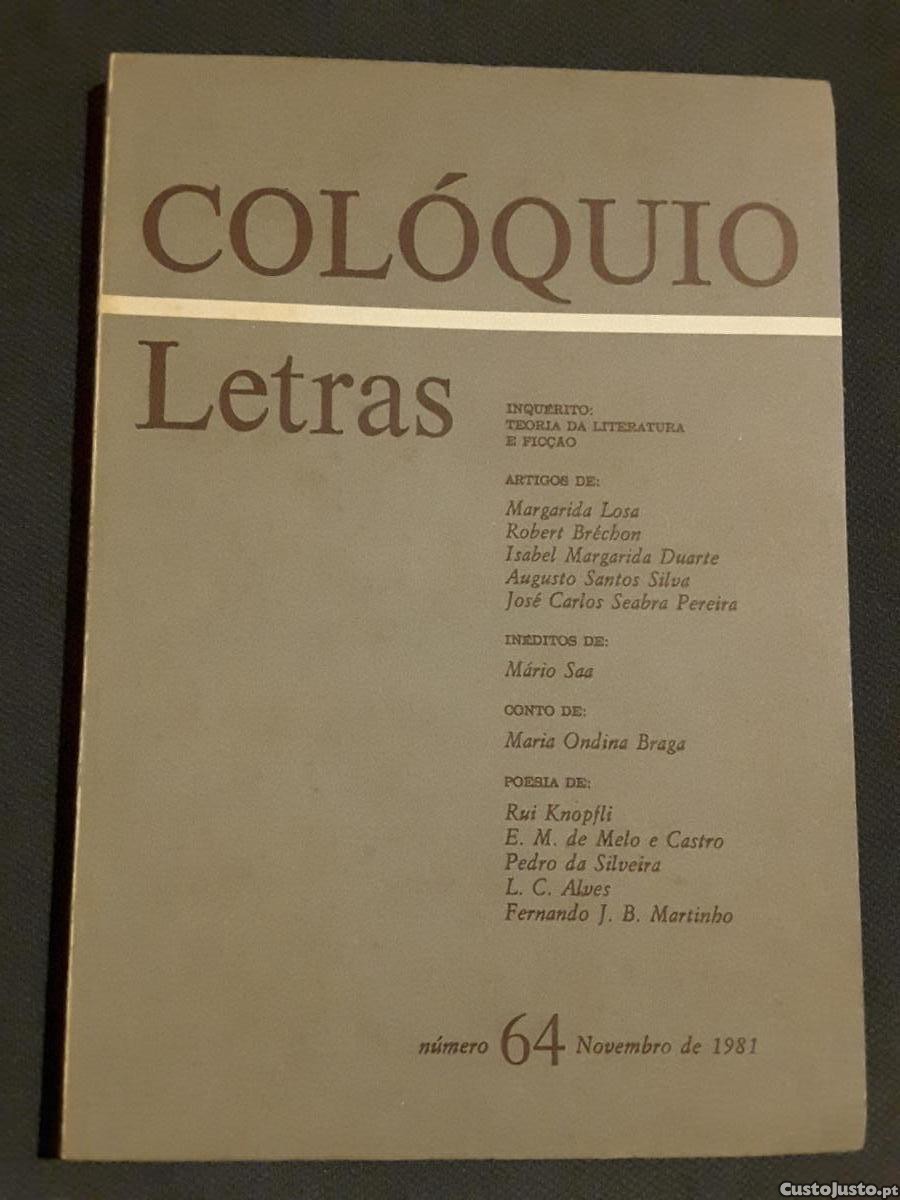 COLÓQUIO
Letras
INQUÉRITO:
TEORIA DA LITERATURA
E FICÇÃO
ARTIGOS DE:
Margarida Losa
Robert Bréchon
Isabel Margarida Duarte
Augusto Santos Silva
José Carlos Seabra Pereira
INÉDITOS DE:
Mário Saa
CONTO DE:
Maria Ondina Braga
POESIA DE:
Rui Knopfli
E. M. de Melo e Castro
Pedro da Silveira
L. C. Alves
Fernando J. B. Martinho
número 64 Novembro de 1981
CustoJusto.pt